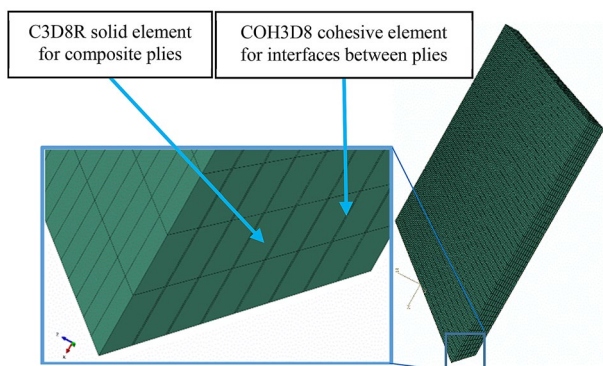 C3D8R solid element
for composite plies
COH3D8 cohesive element
for interfaces between plies